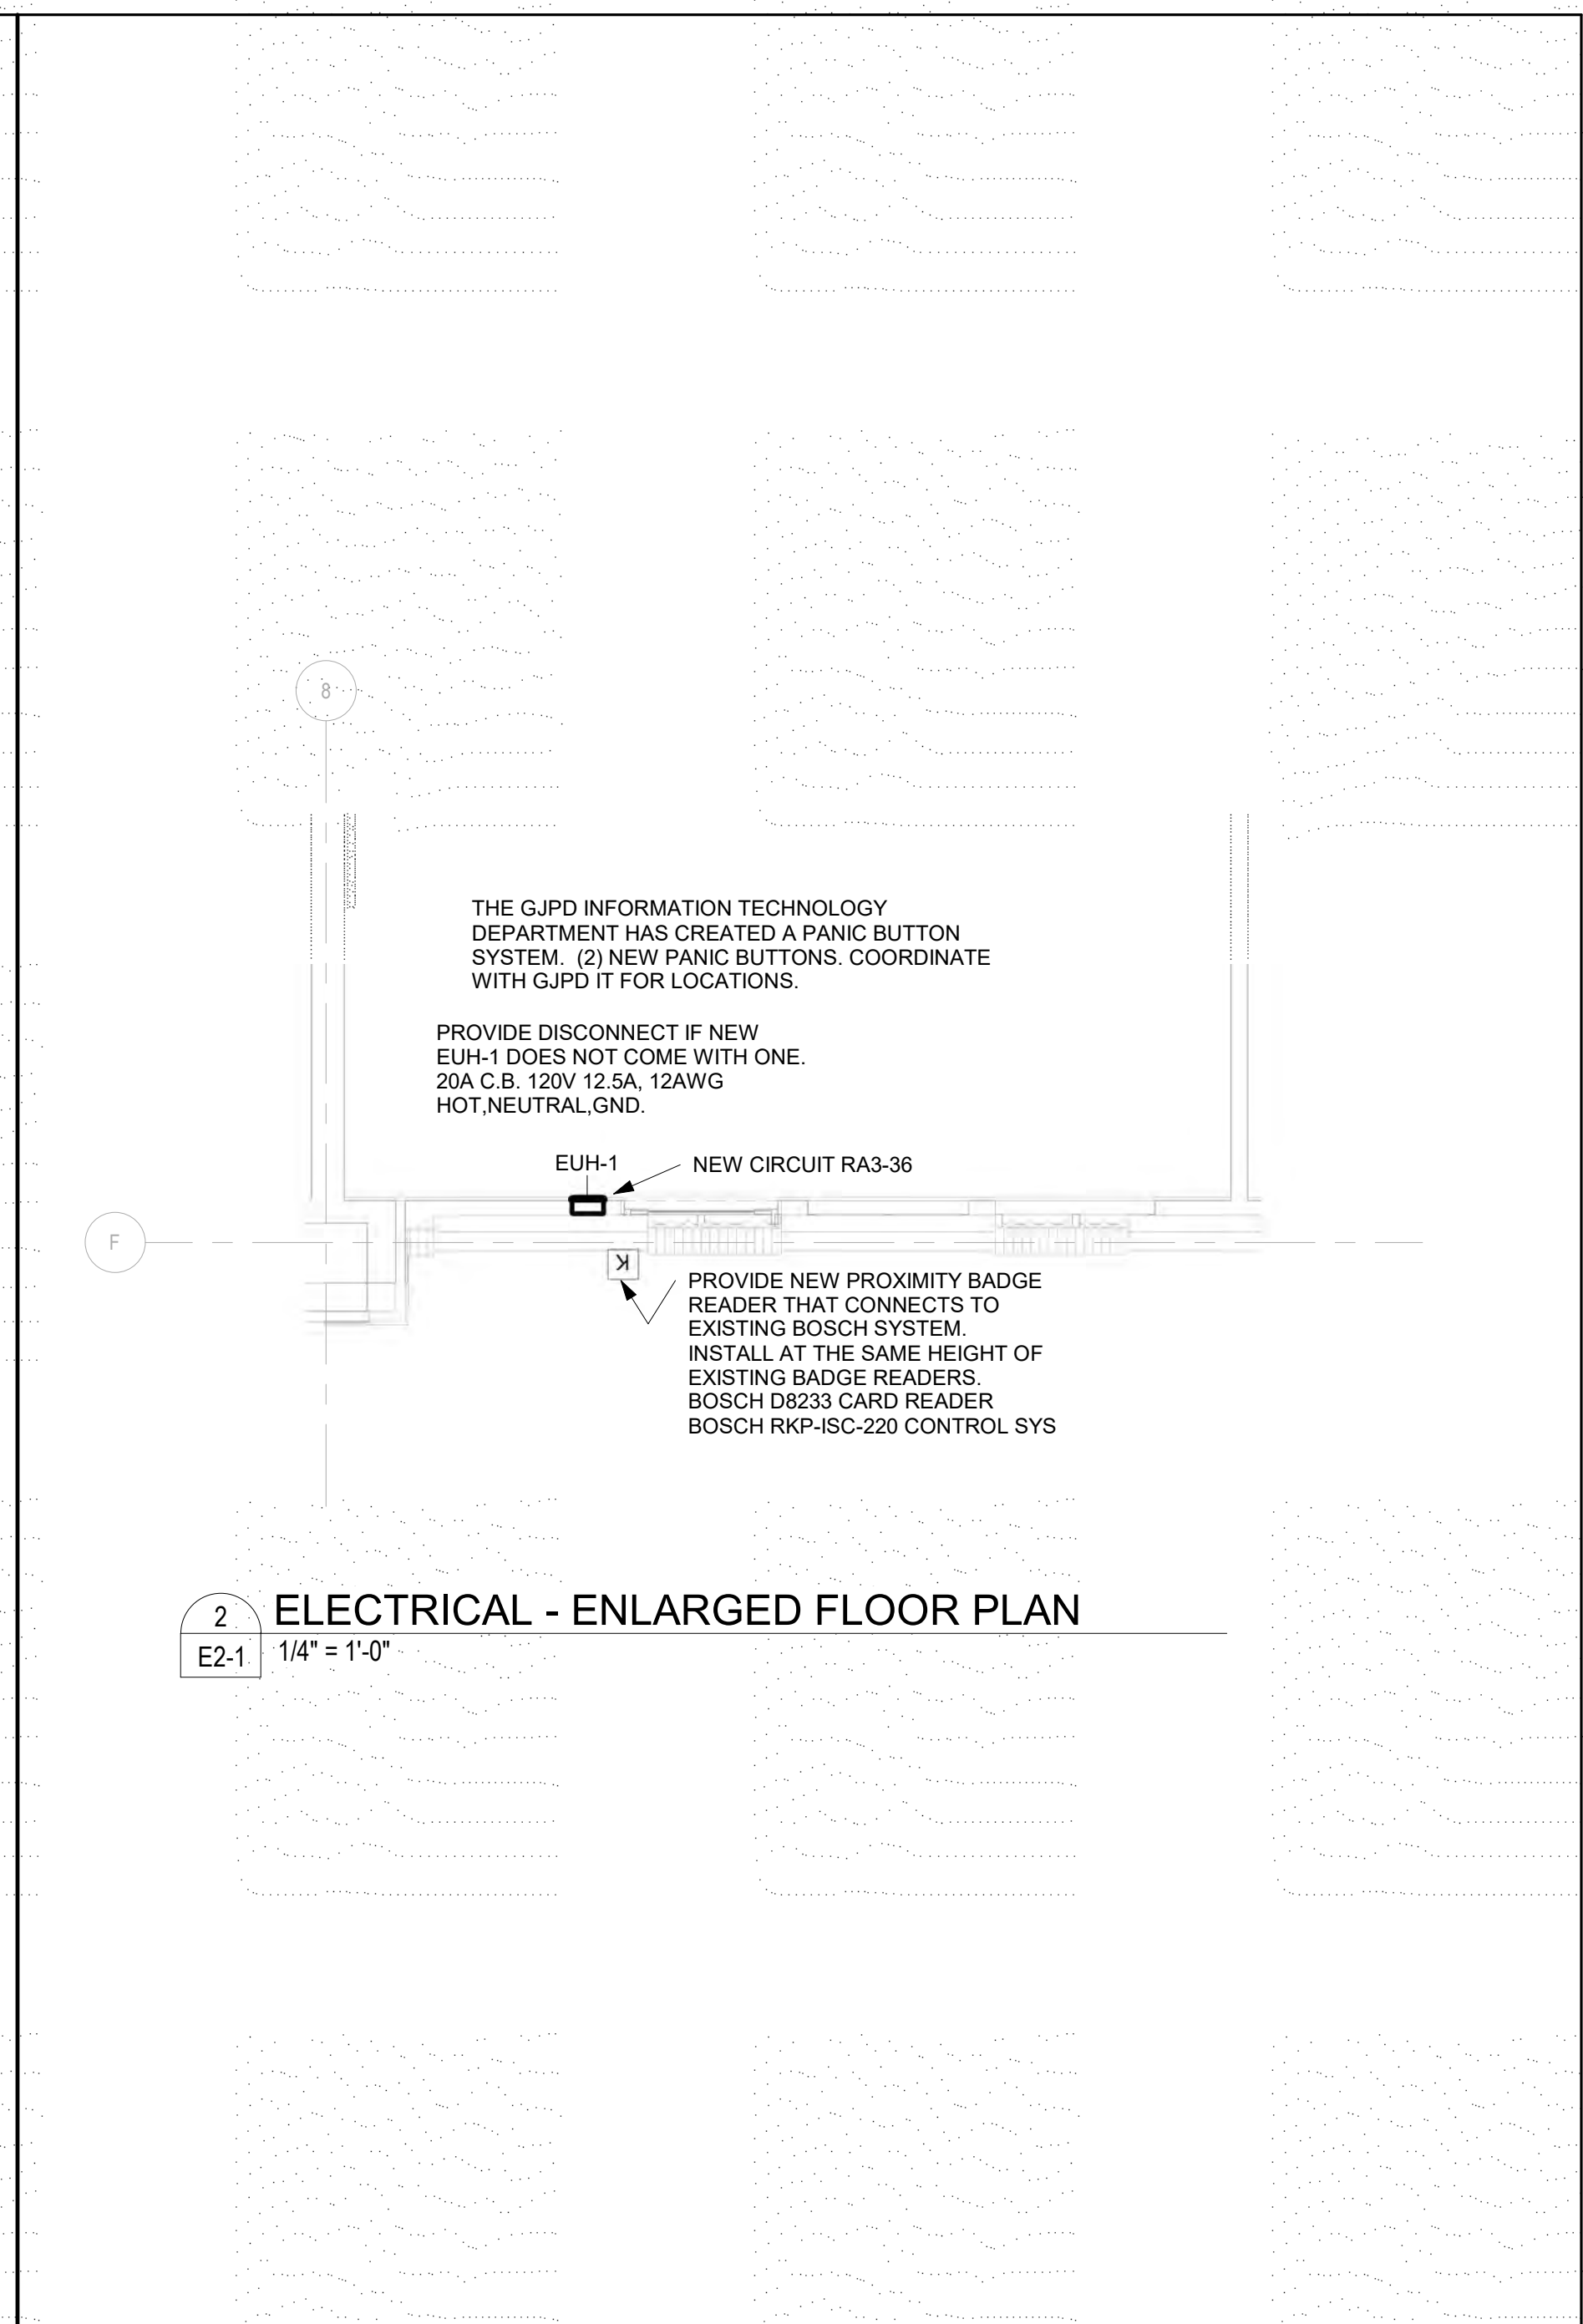 8
THE GJPD INFORMATION TECHNOLOGY
DEPARTMENT HAS CREATED A PANIC BUTTON
SYSTEM. (2) NEW PANIC BUTTONS. COORDINATE
WITH GJPD IT FOR LOCATIONS.
PROVIDE DISCONNECT IF NEW
EUH-1 DOES NOT COME WITH ONE.
20A C.B. 120V 12.5A, 12AWG
HOT,NEUTRAL,GND.
EUH-1
NEW CIRCUIT RA3-36
F
K
PROVIDE NEW PROXIMITY BADGE
READER THAT CONNECTS TO
EXISTING BOSCH SYSTEM.
INSTALL AT THE SAME HEIGHT OF
EXISTING BADGE READERS.
BOSCH D8233 CARD READER
BOSCH RKP-ISC-220 CONTROL SYS
2
ELECTRICAL - ENLARGED FLOOR PLAN
E2-1
1/4" = 1'-0"